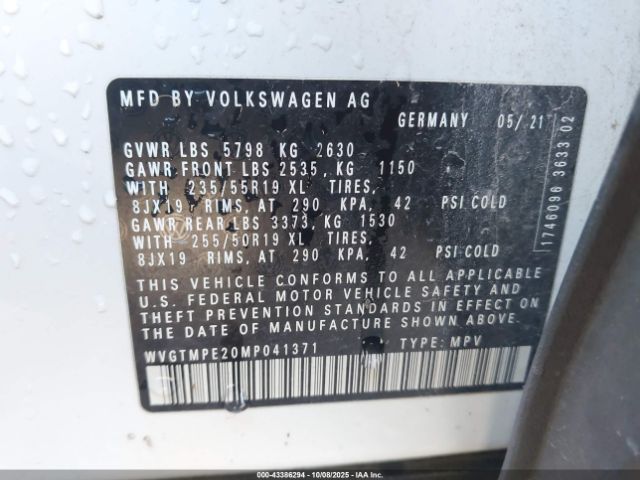 MFD BY VOLKSWAGEN AG
GERMANY 05/21
GVWR LBS 5798 KG 2630
GAWR FRONT LBS 2535, KG 1150
WITH 235/55R19 XL TIRES,
8JX19 RIMS, AT 290 KPA, 42 PSI COLD
GAWR REAR LBS 3373, KG 1530
WITH 255/50R19 XL TIRES,
8JX19 RIMS, AT 290 KPA, 42 PSI COLD
THIS VEHICLE CONFORMS TO ALL APPLICABLE
U.S. FEDERAL MOTOR VEHICLE SAFETY AND
THEFT PREVENTION STANDARDS IN EFFECT ON
THE DATE OF MANUFACTURE SHOWN ABOVE.
WVGTMPE20MP041371 TYPE: MPV
1746096 3633 02
000-43386294 - 10/08/2025 - IAA Inc.